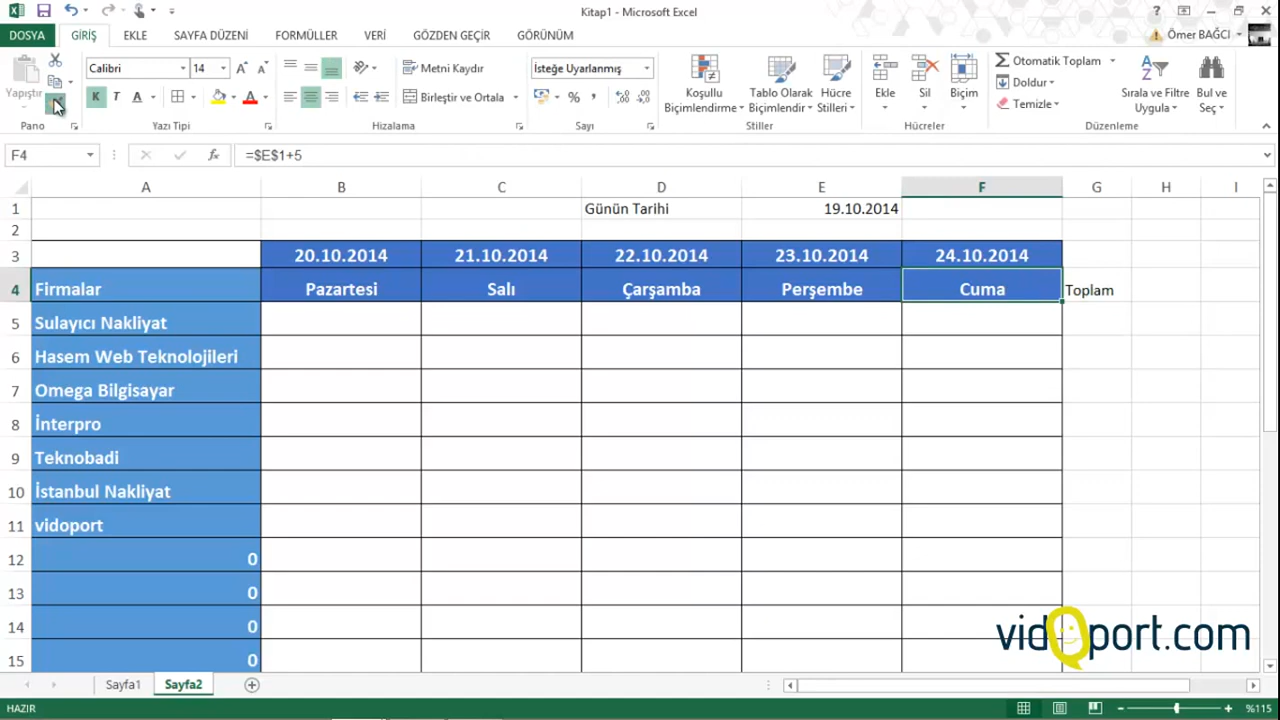 Kitap1 - Microsoft Excel
DOSYA GİRİŞ EKLE SAYFA DÜZENİ FORMÜLLER VERİ GÖZDEN GEÇİR GÖRÜNÜM Ömer BAĞCI
Yapıştır
Calibri 14
Metni Kaydır
İsteğe Uyarlanmış
Koşullu Biçimlendirme
Tablo Olarak Biçimlendir
Hücre Stilleri
Ekle Sil Biçim
Otomatik Toplam
Doldur
Temizle
Sırala ve Filtre Uygula
Bul ve Seç
K T A
Birleştir ve Ortala
Pano Yazı Tipi Hizalama Sayı Stiller Hücreler Düzenleme
F4 =$E$1+5
A B C D E F G H I
1 Günün Tarihi 19.10.2014
2
3 20.10.2014 21.10.2014 22.10.2014 23.10.2014 24.10.2014
4 Firmalar Pazartesi Salı Çarşamba Perşembe Cuma Toplam
5 Sulayıcı Nakliyat
6 Hasem Web Teknolojileri
7 Omega Bilgisayar
8 İnterpro
9 Teknobadi
10 İstanbul Nakliyat
11 vidoport
12 0
13 0
14 0
15 0
vidoport.com
Sayfa1 Sayfa2
HAZIR %115